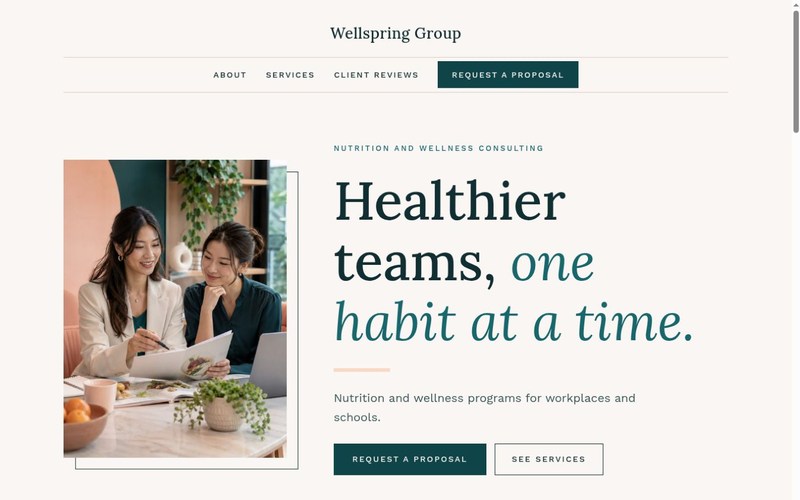 Wellspring Group
ABOUT SERVICES CLIENT REVIEWS REQUEST A PROPOSAL
NUTRITION AND WELLNESS CONSULTING
Healthier
teams, one
habit at a time.
Nutrition and wellness programs for workplaces and
schools.
REQUEST A PROPOSAL SEE SERVICES